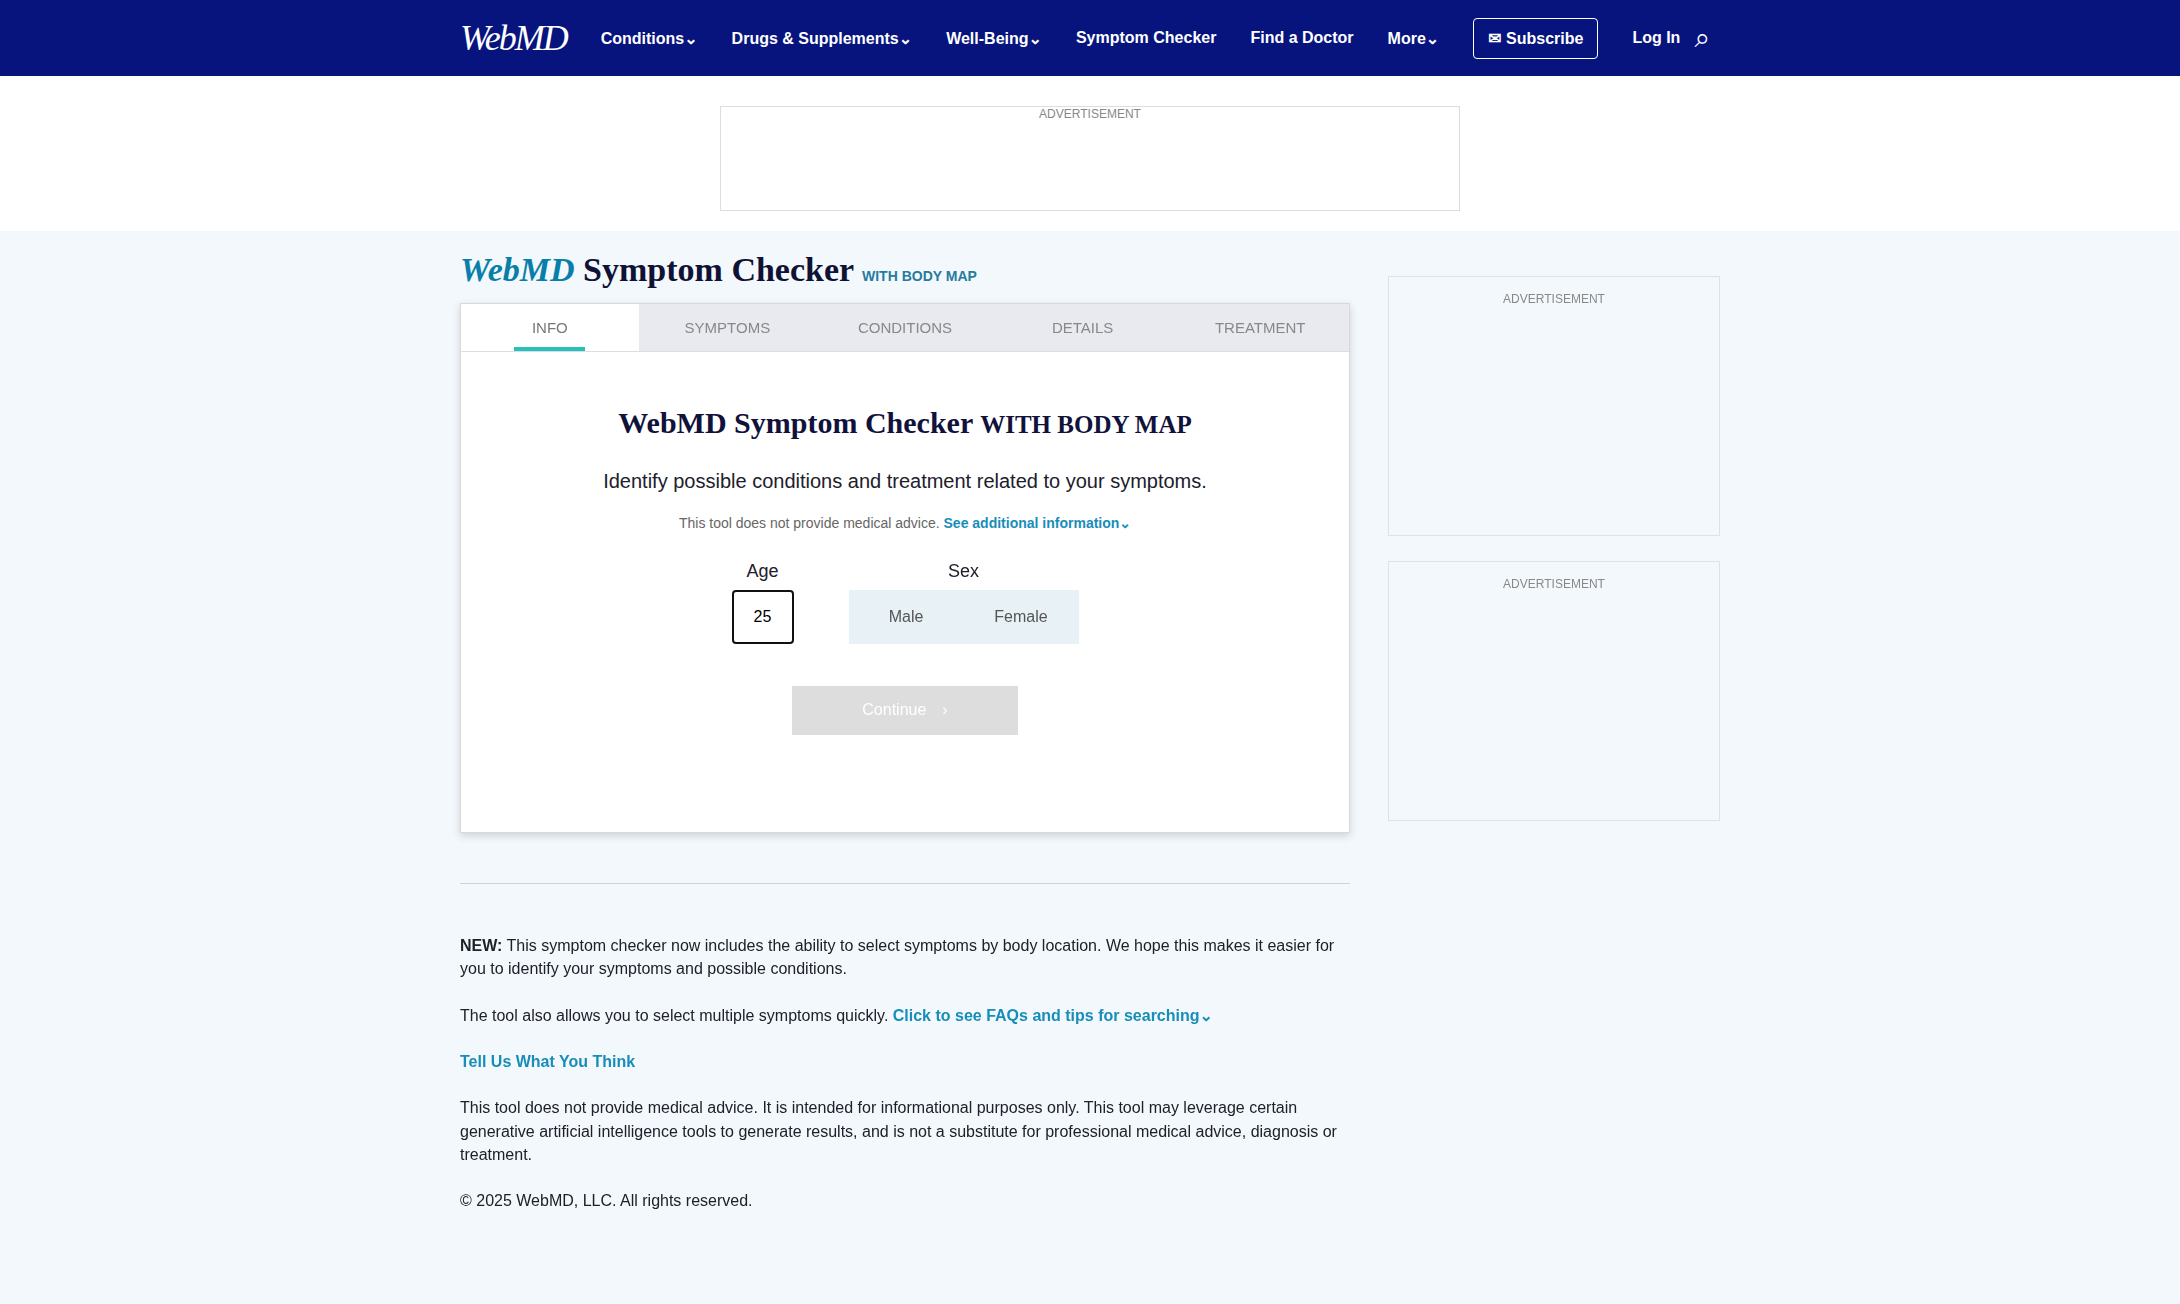 WebMD Conditions Drugs & Supplements Well-Being Symptom Checker Find a Doctor More Subscribe Log In
ADVERTISEMENT
WebMD Symptom Checker WITH BODY MAP
ADVERTISEMENT
INFO SYMPTOMS CONDITIONS DETAILS TREATMENT
WebMD Symptom Checker WITH BODY MAP
Identify possible conditions and treatment related to your symptoms.
This tool does not provide medical advice. See additional information
Age Sex
25 Male Female
ADVERTISEMENT
Continue ›
NEW: This symptom checker now includes the ability to select symptoms by body location. We hope this makes it easier for
you to identify your symptoms and possible conditions.
The tool also allows you to select multiple symptoms quickly. Click to see FAQs and tips for searching
Tell Us What You Think
This tool does not provide medical advice. It is intended for informational purposes only. This tool may leverage certain
generative artificial intelligence tools to generate results, and is not a substitute for professional medical advice, diagnosis or
treatment.
© 2025 WebMD, LLC. All rights reserved.